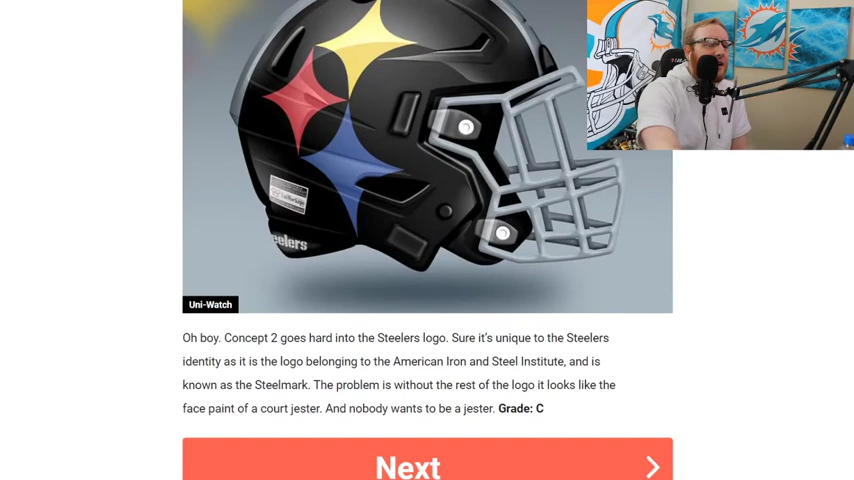 eelers
Uni-Watch
Oh boy. Concept 2 goes hard into the Steelers logo. Sure it's unique to the Steelers
identity as it is the logo belonging to the American Iron and Steel Institute, and is
known as the Steelmark. The problem is without the rest of the logo it looks like the
face paint of a court jester. And nobody wants to be a jester. Grade: C
Next